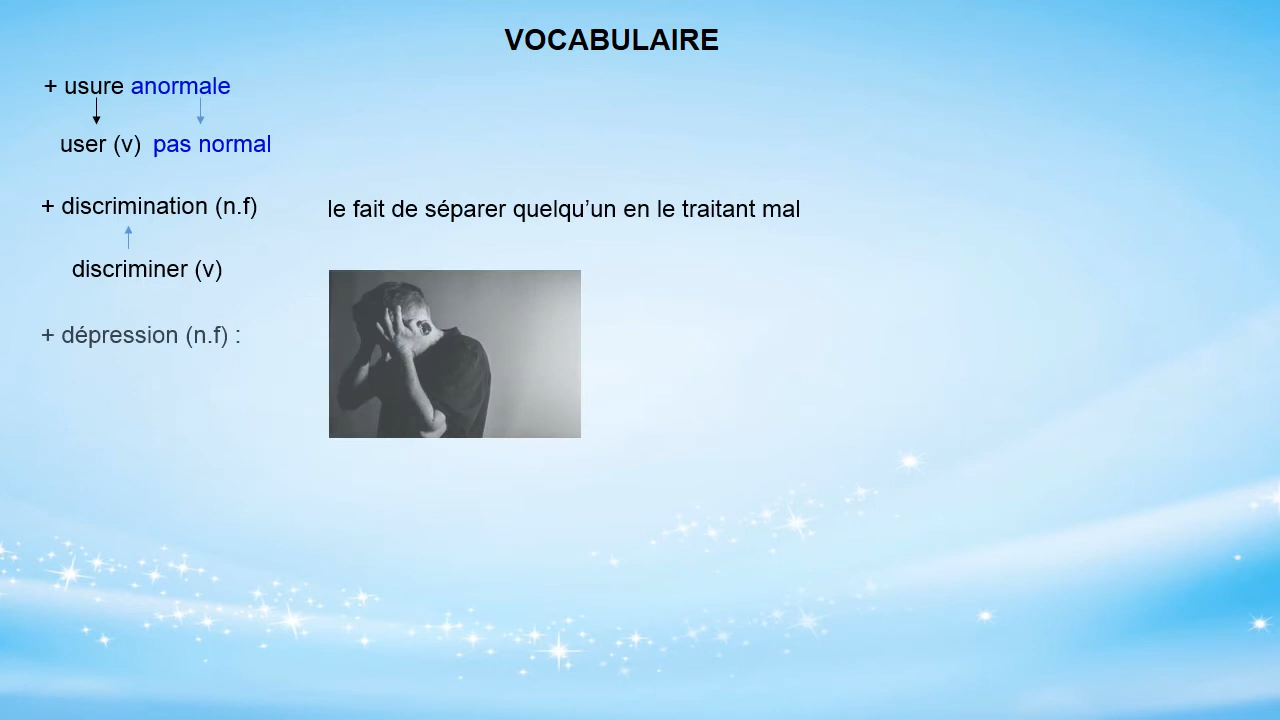 VOCABULAIRE
+ usure anormale
user (v) pas normal
+ discrimination (n.f) le fait de séparer quelqu’un en le traitant mal
discriminer (v)
+ dépression (n.f) :